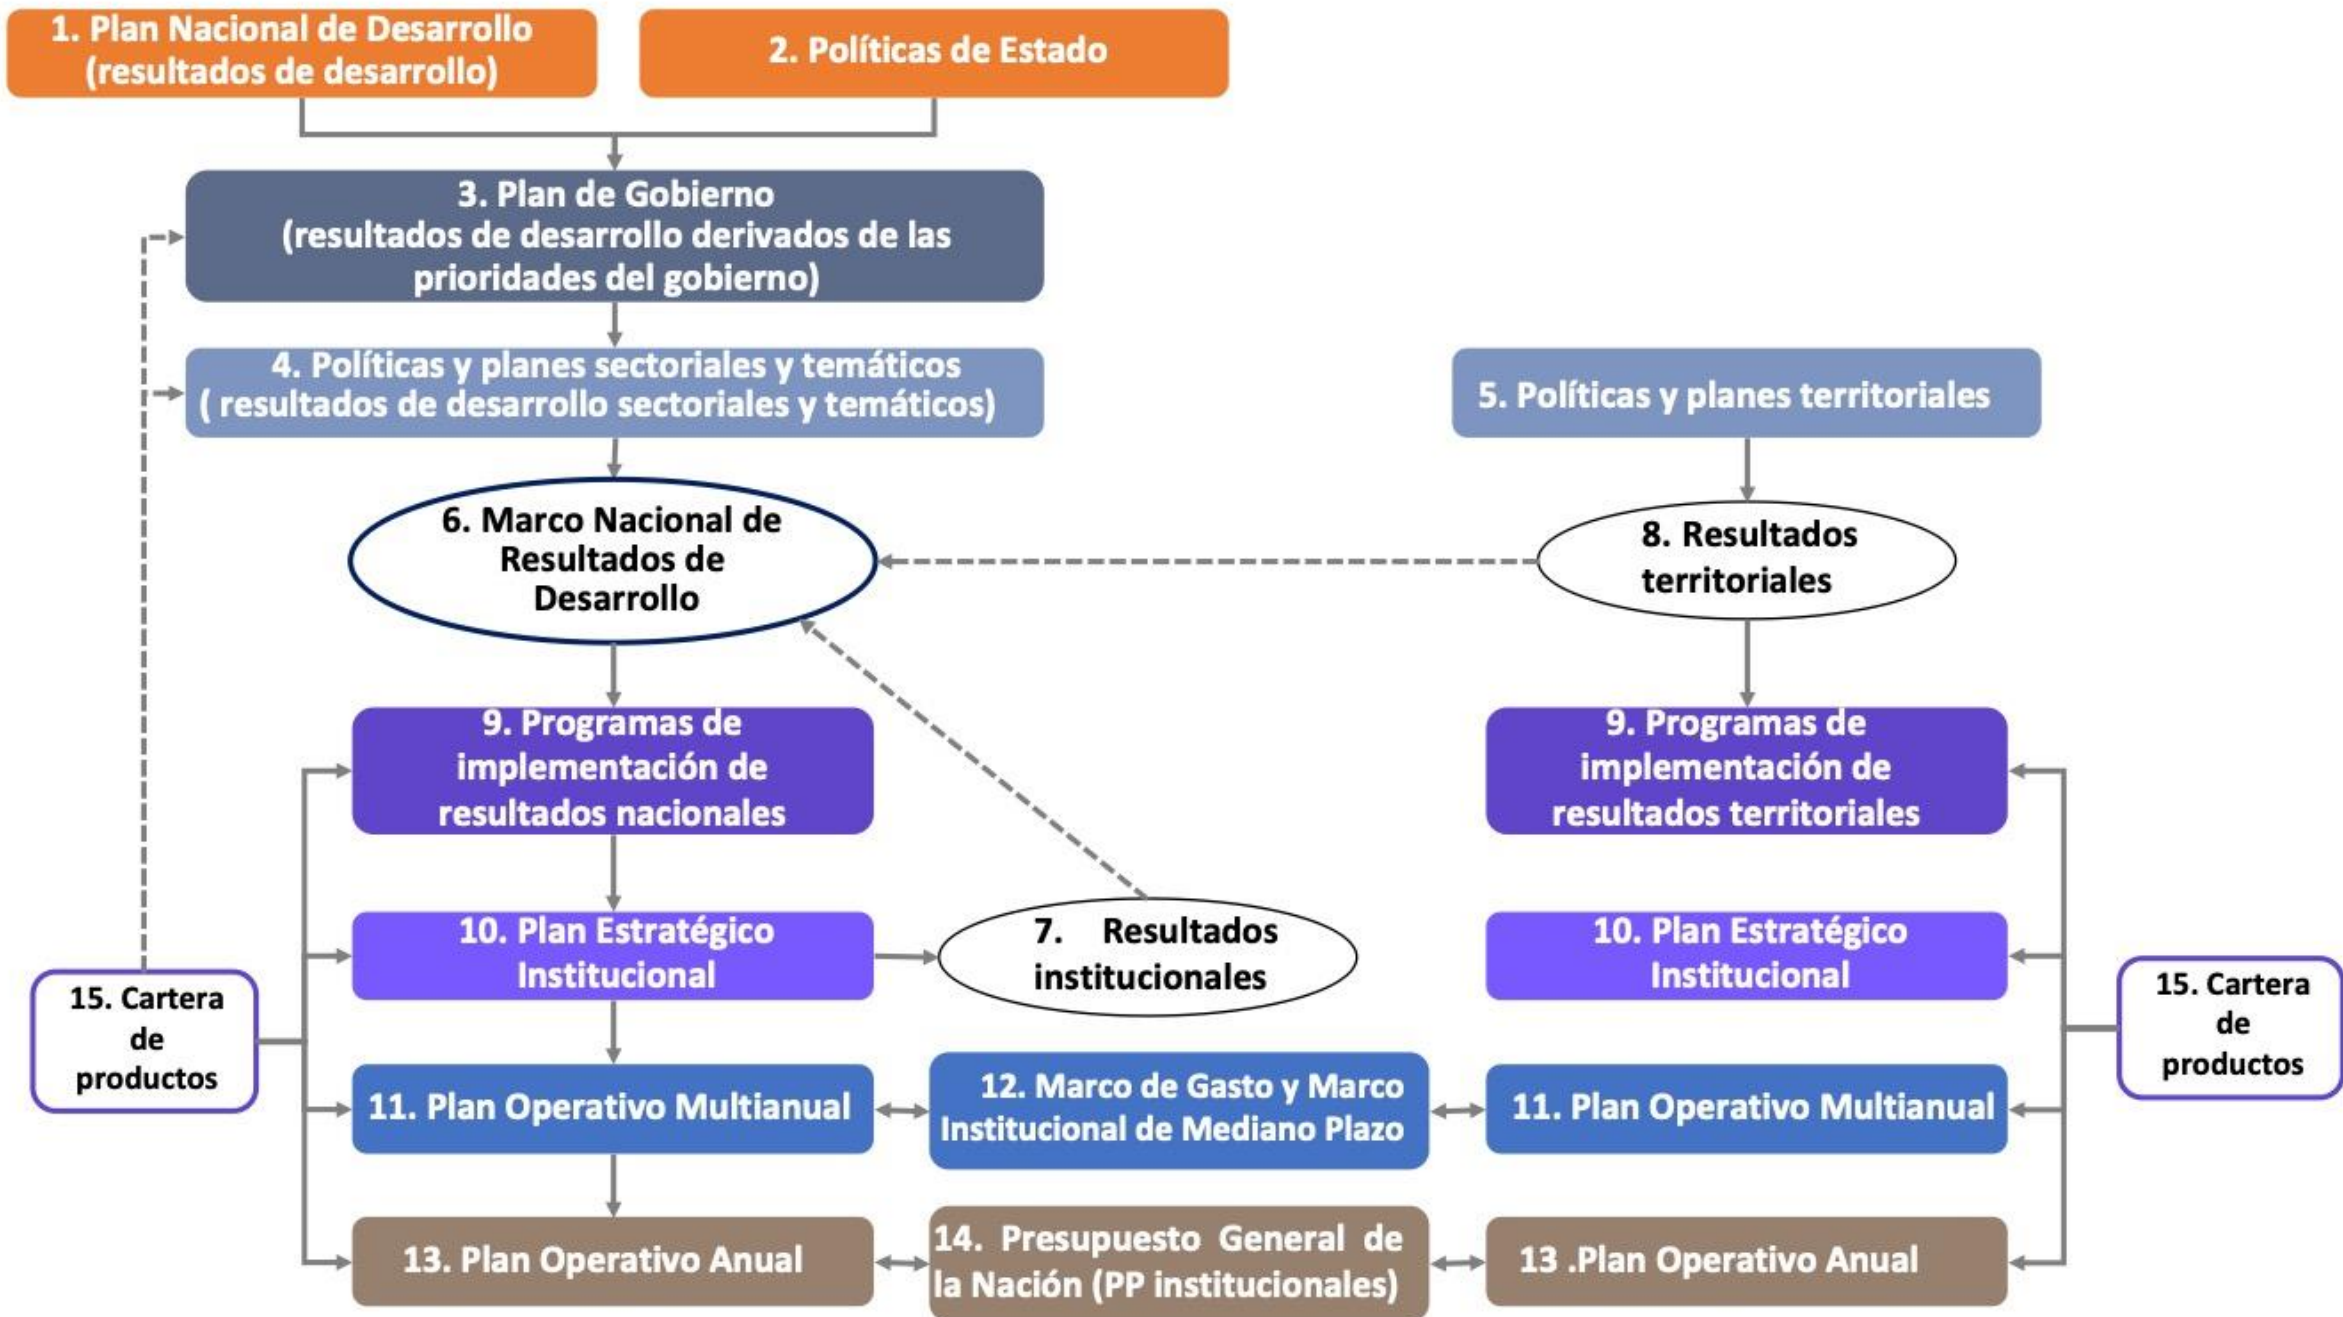 1. Plan Nacional de Desarrollo
(resultados de desarrollo)
2. Políticas de Estado
3. Plan de Gobierno
(resultados de desarrollo derivados de las
prioridades del gobierno)
4. Políticas y planes sectoriales y temáticos
( resultados de desarrollo sectoriales y temáticos)
5. Políticas y planes territoriales
6. Marco Nacional de
Resultados de
Desarrollo
8. Resultados
territoriales
9. Programas de
implementación de
resultados nacionales
9. Programas de
implementación de
resultados territoriales
10. Plan Estratégico
Institucional
7. Resultados
institucionales
10. Plan Estratégico
Institucional
15. Cartera
de
productos
15. Cartera
de
productos
11. Plan Operativo Multianual
12. Marco de Gasto y Marco
Institucional de Mediano Plazo
11. Plan Operativo Multianual
13. Plan Operativo Anual
14. Presupuesto General de
la Nación (PP institucionales)
13 .Plan Operativo Anual